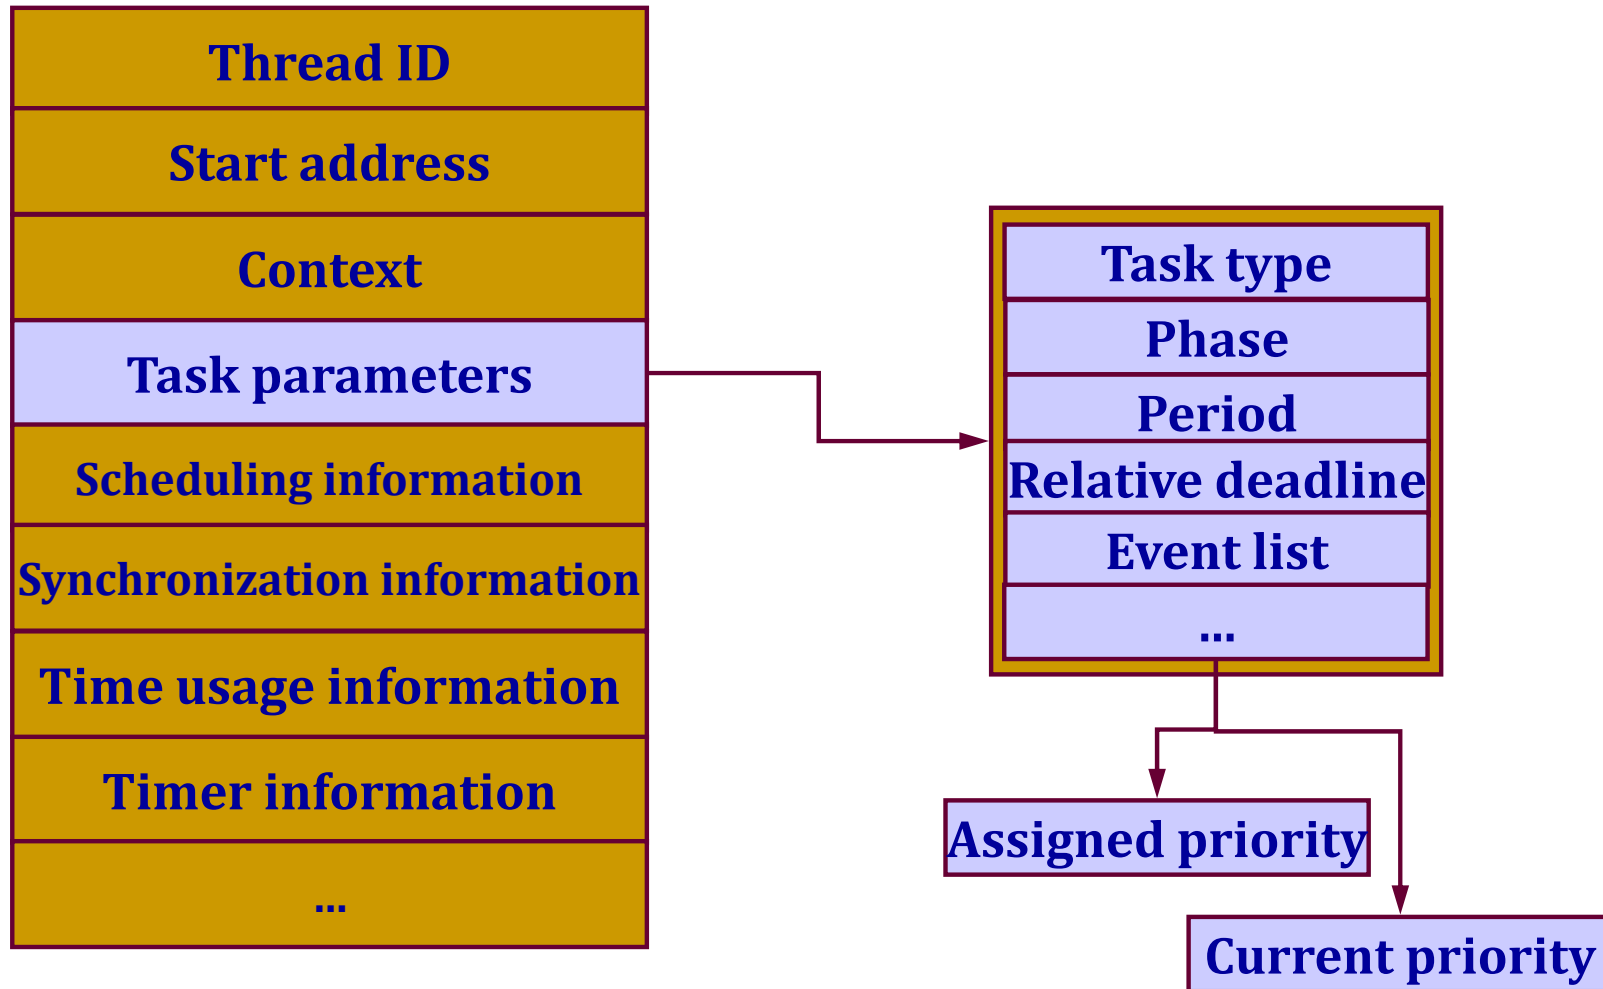 Thread ID
Start address
Context
Task parameters
Scheduling information
Synchronization information
Time usage information
Timer information
...
Task type
Phase
Period
Relative deadline
Event list
...
Assigned priority
Current priority